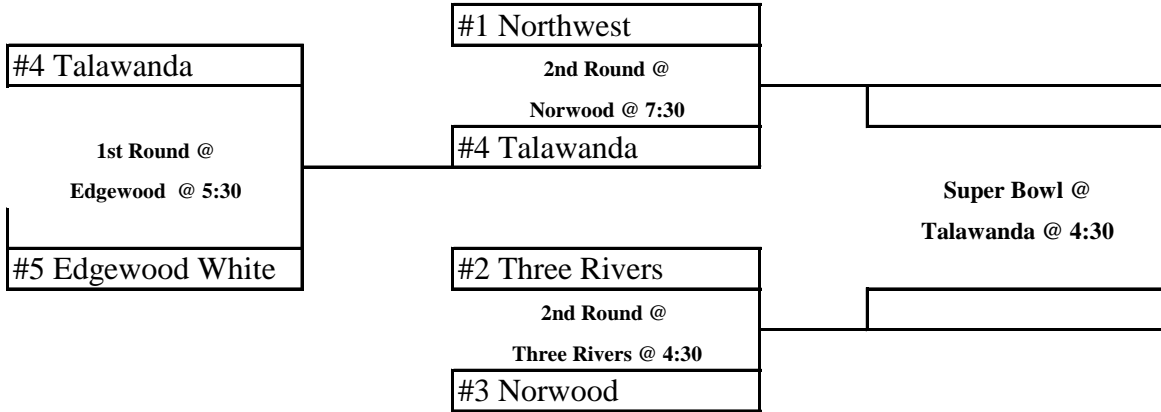 #1 Northwest
#4 Talawanda
2nd Round @
Norwood @ 7:30
1st Round @
Edgewood @ 5:30
#4 Talawanda
Super Bowl @
Talawanda @ 4:30
#5 Edgewood White
#2 Three Rivers
2nd Round @
Three Rivers @ 4:30
#3 Norwood